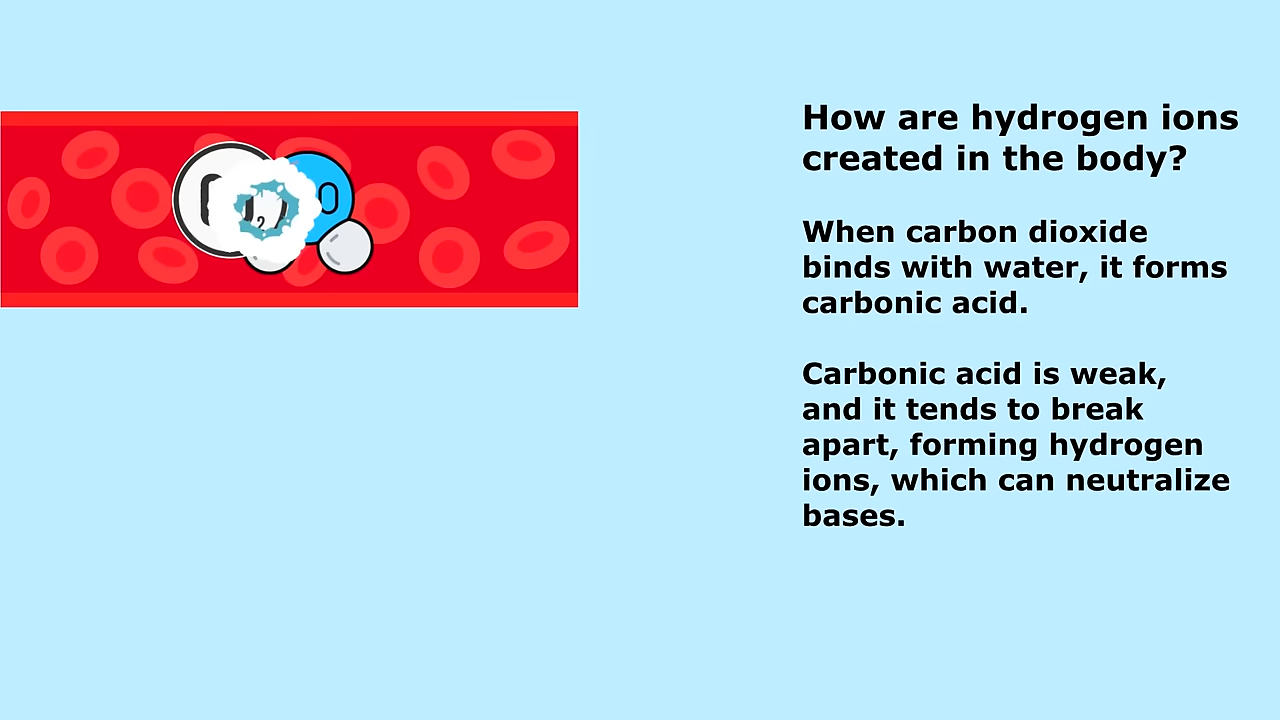 How are hydrogen ions
created in the body?
When carbon dioxide
binds with water, it forms
carbonic acid.
Carbonic acid is weak,
and it tends to break
apart, forming hydrogen
ions, which can neutralize
bases.